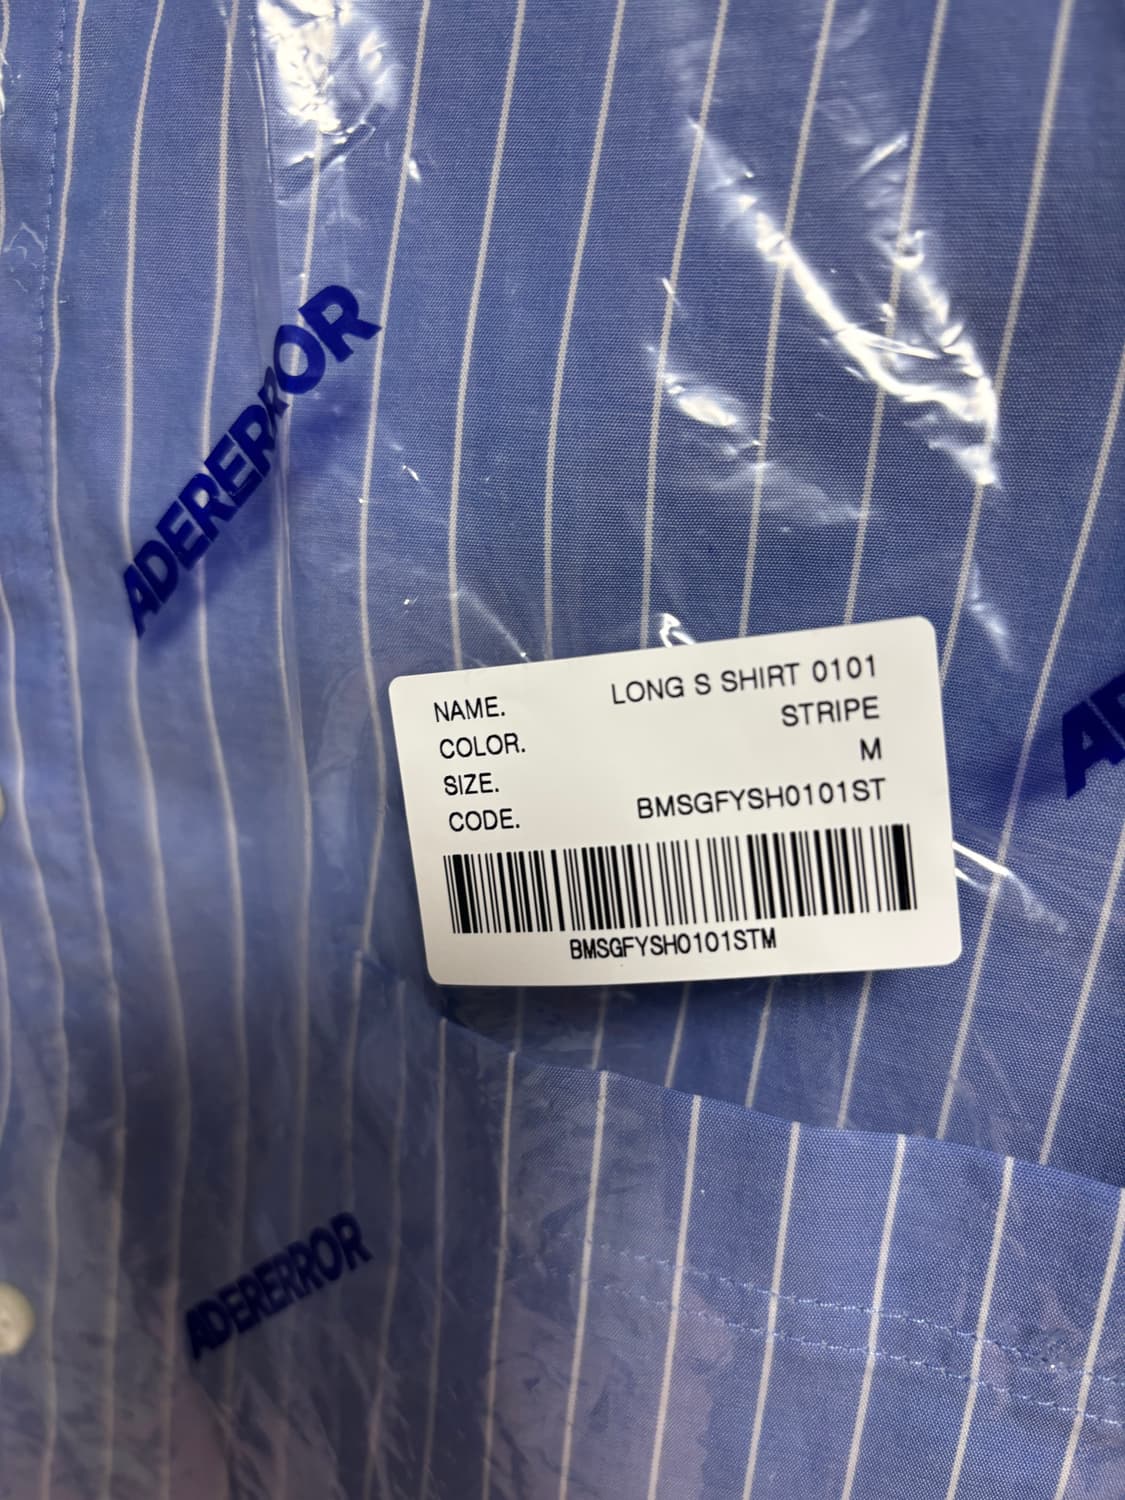 ADERERROR
NAME. LONG S SHIRT 0101
COLOR. STRIPE
SIZE. M
CODE. BMSGFYSH0101ST
BMSGFYSH0101STM
ADERERROR